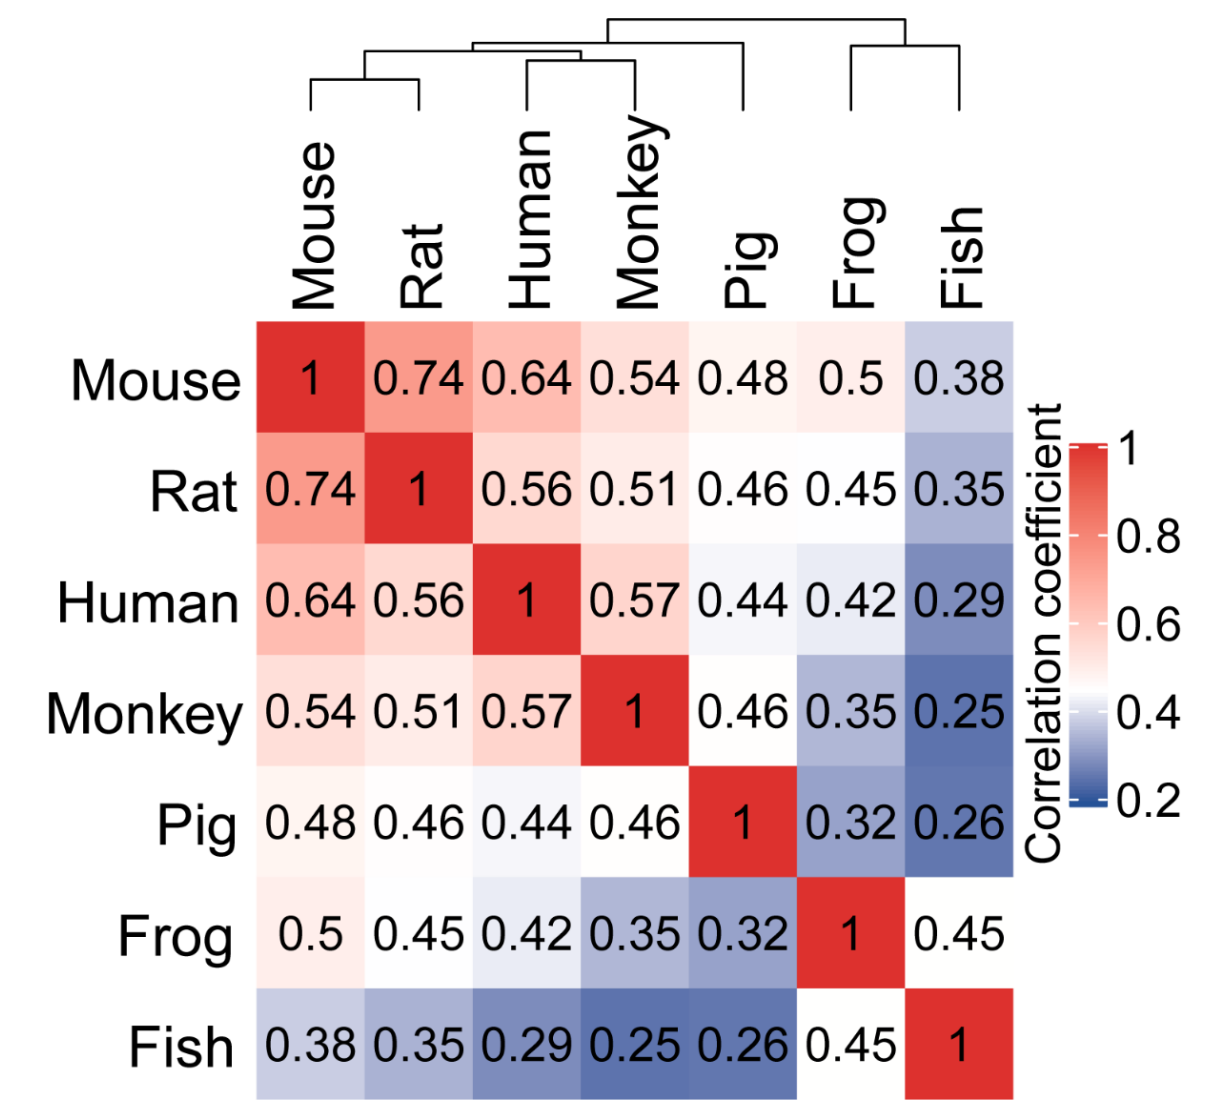 Mouse Rat Human Monkey Pig Frog Fish
Mouse 1 0.74 0.64 0.54 0.48 0.5 0.38
Rat 0.74 1 0.56 0.51 0.46 0.45 0.35
Human 0.64 0.56 1 0.57 0.44 0.42 0.29
Monkey 0.54 0.51 0.57 1 0.46 0.35 0.25
Pig 0.48 0.46 0.44 0.46 1 0.32 0.26
Frog 0.5 0.45 0.42 0.35 0.32 1 0.45
Fish 0.38 0.35 0.29 0.25 0.26 0.45 1
Correlation coefficient
1
0.8
0.6
0.4
0.2